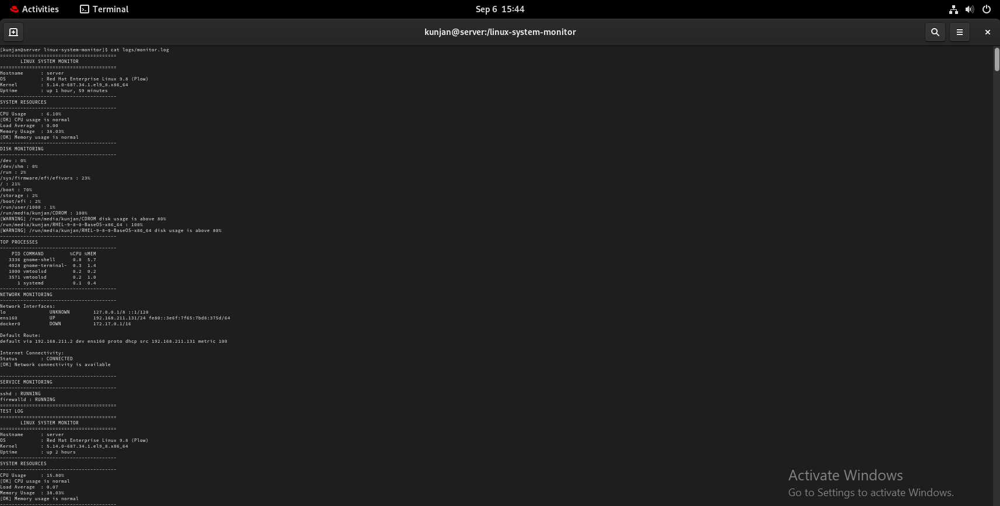 Activities
Terminal
Sep 6 15:44
kunjan@server:/linux-system-monitor
[kunjan@server linux-system-monitor]$ cat logs/monitor.log
========================================
LINUX SYSTEM MONITOR
========================================
Hostname : server
OS : Red Hat Enterprise Linux 9.8 (Plow)
Kernel : 5.14.0-687.34.1.el9_8.x86_64
Uptime : up 1 hour, 59 minutes
----------------------------------------
SYSTEM RESOURCES
----------------------------------------
CPU Usage : 6.10%
[OK] CPU usage is normal
Load Average : 0.00
Memory Usage : 38.03%
[OK] Memory usage is normal
----------------------------------------
DISK MONITORING
----------------------------------------
/dev : 0%
/dev/shm : 0%
/run : 2%
/sys/firmware/efi/efivars : 23%
/ : 21%
/boot : 70%
/storage : 2%
/boot/efi : 2%
/run/user/1000 : 1%
/run/media/kunjan/CDROM : 100%
[WARNING] /run/media/kunjan/CDROM disk usage is above 80%
/run/media/kunjan/RHEL-9-8-0-BaseOS-x86_64 : 100%
[WARNING] /run/media/kunjan/RHEL-9-8-0-BaseOS-x86_64 disk usage is above 80%
----------------------------------------
TOP PROCESSES
----------------------------------------
PID COMMAND %CPU %MEM
3336 gnome-shell 0.8 5.7
4028 gnome-terminal- 0.3 1.4
1000 vmtoolsd 0.2 0.2
3571 vmtoolsd 0.2 1.0
1 systemd 0.1 0.4
----------------------------------------
NETWORK MONITORING
----------------------------------------
Network Interfaces:
lo UNKNOWN 127.0.0.1/8 ::1/128
ens160 UP 192.168.211.131/24 fe80::3e6f:7f65:7bd8:375d/64
docker0 DOWN 172.17.0.1/16
Default Route:
default via 192.168.211.2 dev ens160 proto dhcp src 192.168.211.131 metric 100
Internet Connectivity:
Status : CONNECTED
[OK] Network connectivity is available
----------------------------------------
SERVICE MONITORING
----------------------------------------
sshd : RUNNING
firewalld : RUNNING
========================================
TEST LOG
========================================
LINUX SYSTEM MONITOR
========================================
Hostname : server
OS : Red Hat Enterprise Linux 9.8 (Plow)
Kernel : 5.14.0-687.34.1.el9_8.x86_64
Uptime : up 2 hours
----------------------------------------
SYSTEM RESOURCES
----------------------------------------
CPU Usage : 15.80%
[OK] CPU usage is normal
Load Average : 0.07
Memory Usage : 38.03%
[OK] Memory usage is normal
----------------------------------------
Activate Windows
Go to Settings to activate Windows.